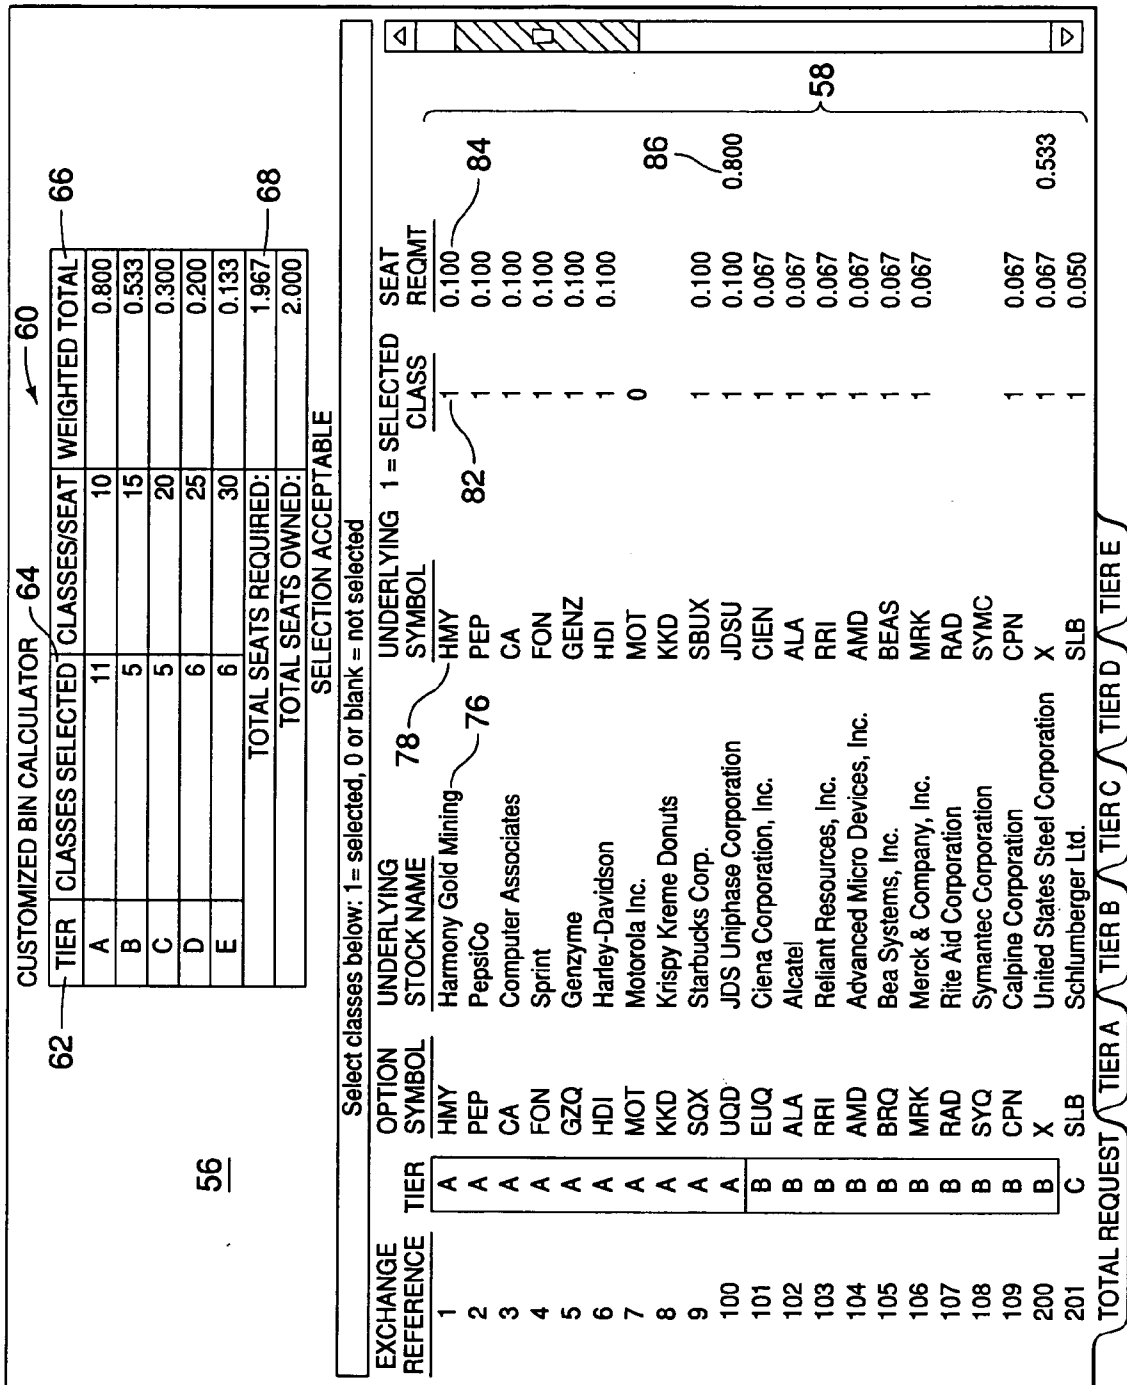 CUSTOMIZED BIN CALCULATOR 60
62 TIER CLASSES SELECTED 64 CLASSES/SEAT WEIGHTED TOTAL 66
A 11 10 0.800
B 5 15 0.533
C 5 20 0.300
D 6 25 0.200
E 6 30 0.133
TOTAL SEATS REQUIRED: 1.967 68
TOTAL SEATS OWNED: 2.000
SELECTION ACCEPTABLE
56
Select classes below: 1= selected, 0 or blank = not selected
EXCHANGE REFERENCE TIER OPTION SYMBOL UNDERLYING STOCK NAME UNDERLYING SYMBOL 1 = SELECTED CLASS SEAT REQMT
78 76 82 84 86 58
1 A HMY Harmony Gold Mining HMY 1 0.100
2 A PEP PepsiCo PEP 1 0.100
3 A CA Computer Associates CA 1 0.100
4 A FON Sprint FON 1 0.100
5 A GZQ Genzyme GENZ 1 0.100
6 A HDI Harley-Davidson HDI 1 0.100
7 A MOT Motorola Inc. MOT 0
8 A KKD Krispy Kreme Donuts KKD
9 A SQX Starbucks Corp. SBUX 1 0.100
100 A UQD JDS Uniphase Corporation JDSU 1 0.100 0.800
101 B EUQ Ciena Corporation, Inc. CIEN 1 0.067
102 B ALA Alcatel ALA 1 0.067
103 B RRI Reliant Resources, Inc. RRI 1 0.067
104 B AMD Advanced Micro Devices, Inc. AMD 1 0.067
105 B BRQ Bea Systems, Inc. BEAS 1 0.067
106 B MRK Merck & Company, Inc. MRK 1 0.067
107 B RAD Rite Aid Corporation RAD
108 B SYQ Symantec Corporation SYMC
109 B CPN Calpine Corporation CPN 1 0.067
200 B X United States Steel Corporation X 1 0.067 0.533
201 C SLB Schlumberger Ltd. SLB 1 0.050
TOTAL REQUEST TIER A TIER B TIER C TIER D TIER E